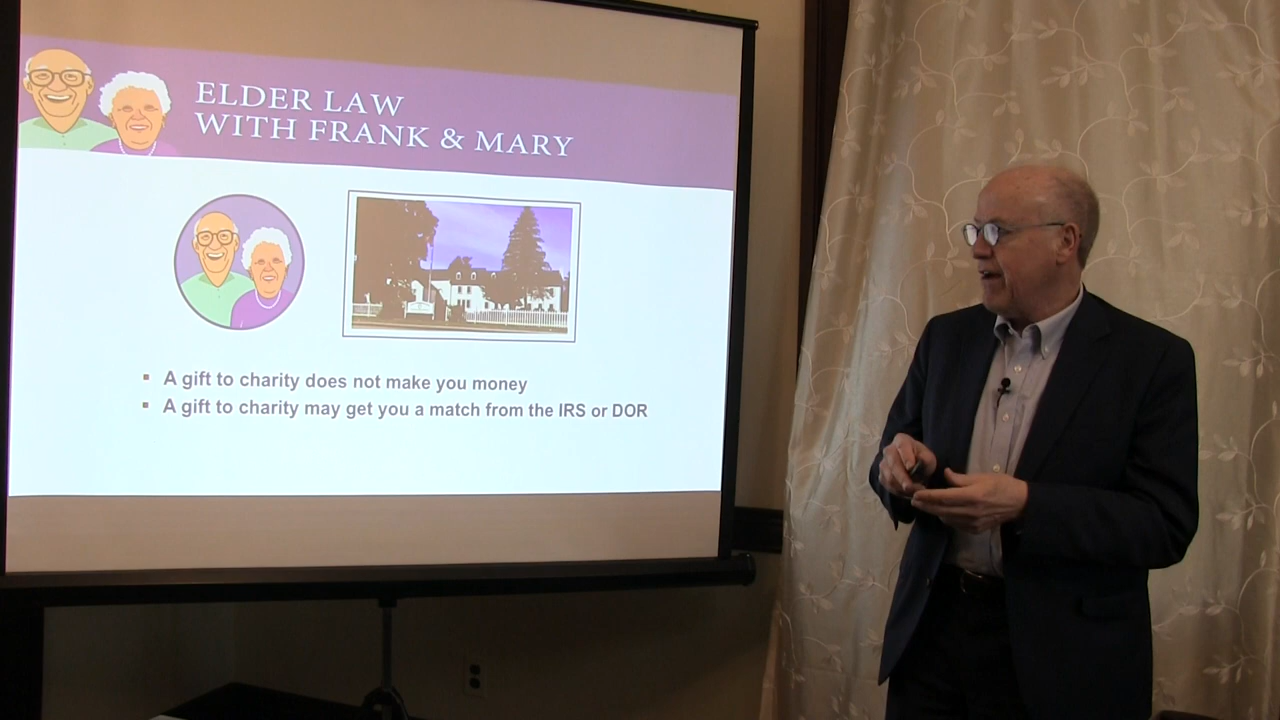 ELDER LAW
WITH FRANK & MARY
A gift to charity does not make you money
A gift to charity may get you a match from the IRS or DOR